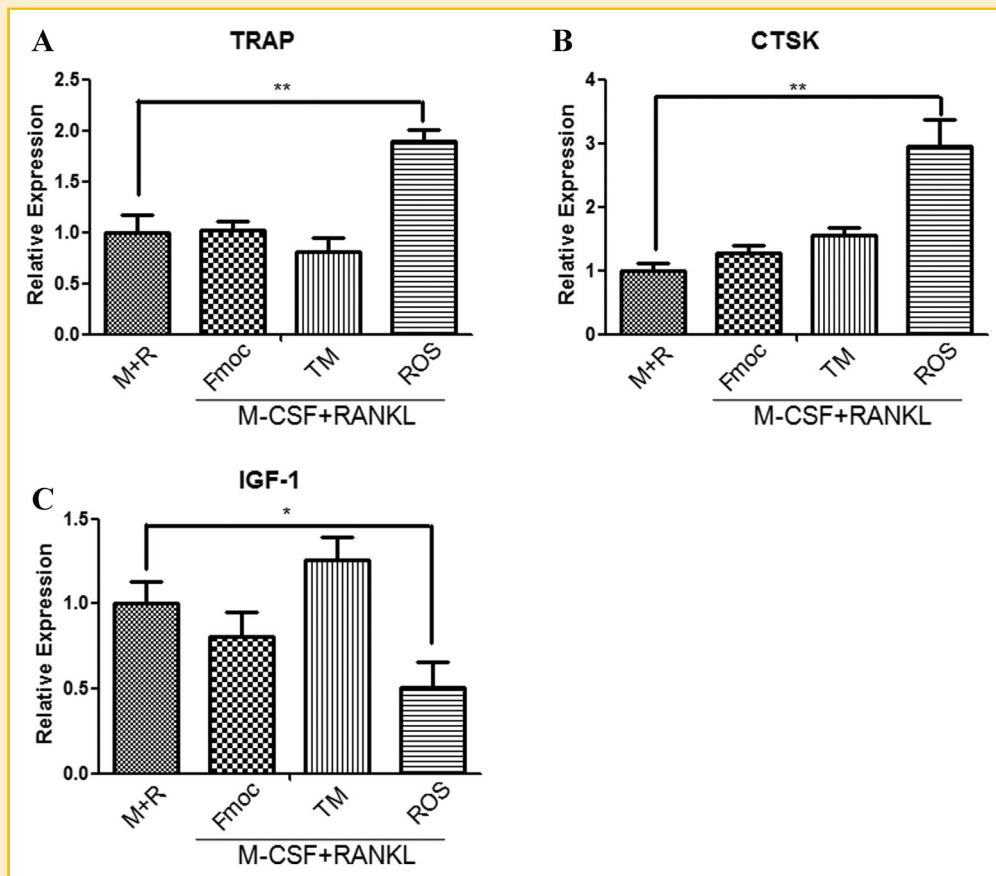 A
TRAP
Relative Expression
2.5
2.0
1.5
1.0
0.5
0.0
**
M+R
Fmoc
TM
ROS
M-CSF+RANKL
B
CTSK
Relative Expression
4
3
2
1
0
**
M+R
Fmoc
TM
ROS
M-CSF+RANKL
C
IGF-1
Relative Expression
1.5
1.0
0.5
0.0
*
M+R
Fmoc
TM
ROS
M-CSF+RANKL